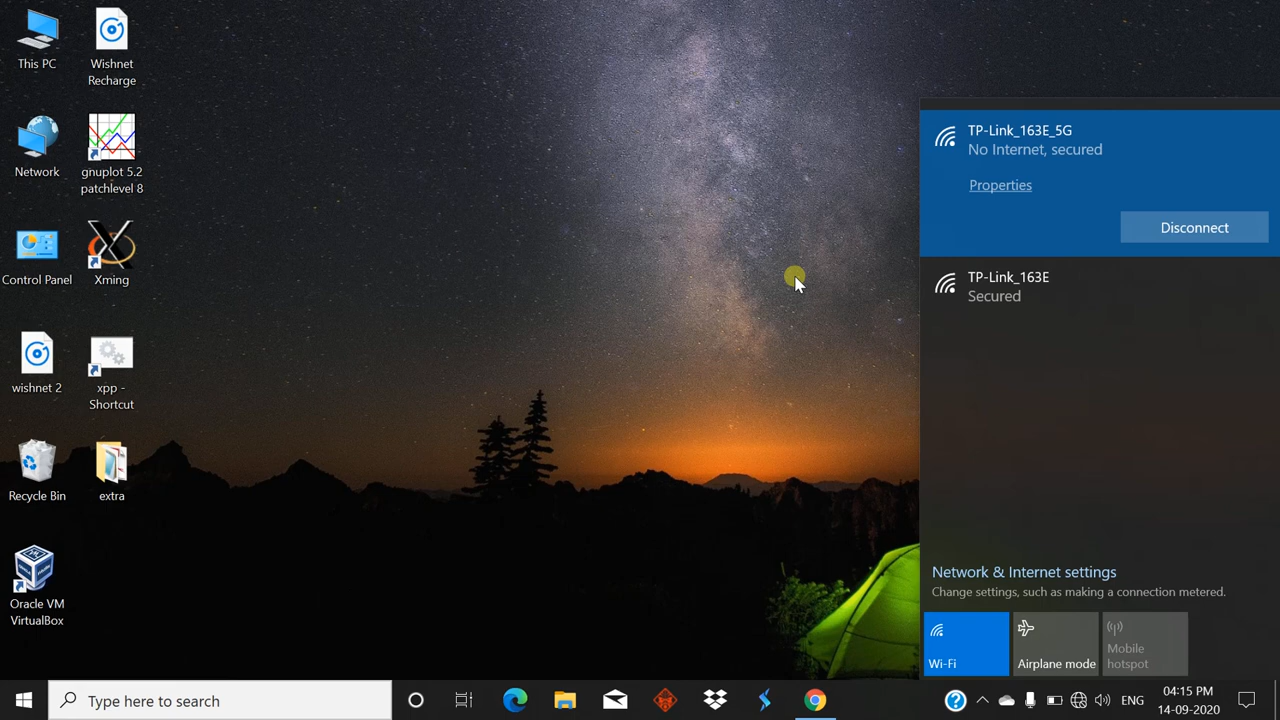 This PC
Wishnet
Recharge
Network
gnuplot 5.2
patchlevel 8
Control Panel
Xming
wishnet 2
xpp -
Shortcut
Recycle Bin
extra
Oracle VM
VirtualBox
TP-Link_163E_5G
No Internet, secured
Properties
Disconnect
TP-Link_163E
Secured
Network & Internet settings
Change settings, such as making a connection metered.
Wi-Fi
Airplane mode
Mobile
hotspot
Type here to search
ENG
04:15 PM
14-09-2020